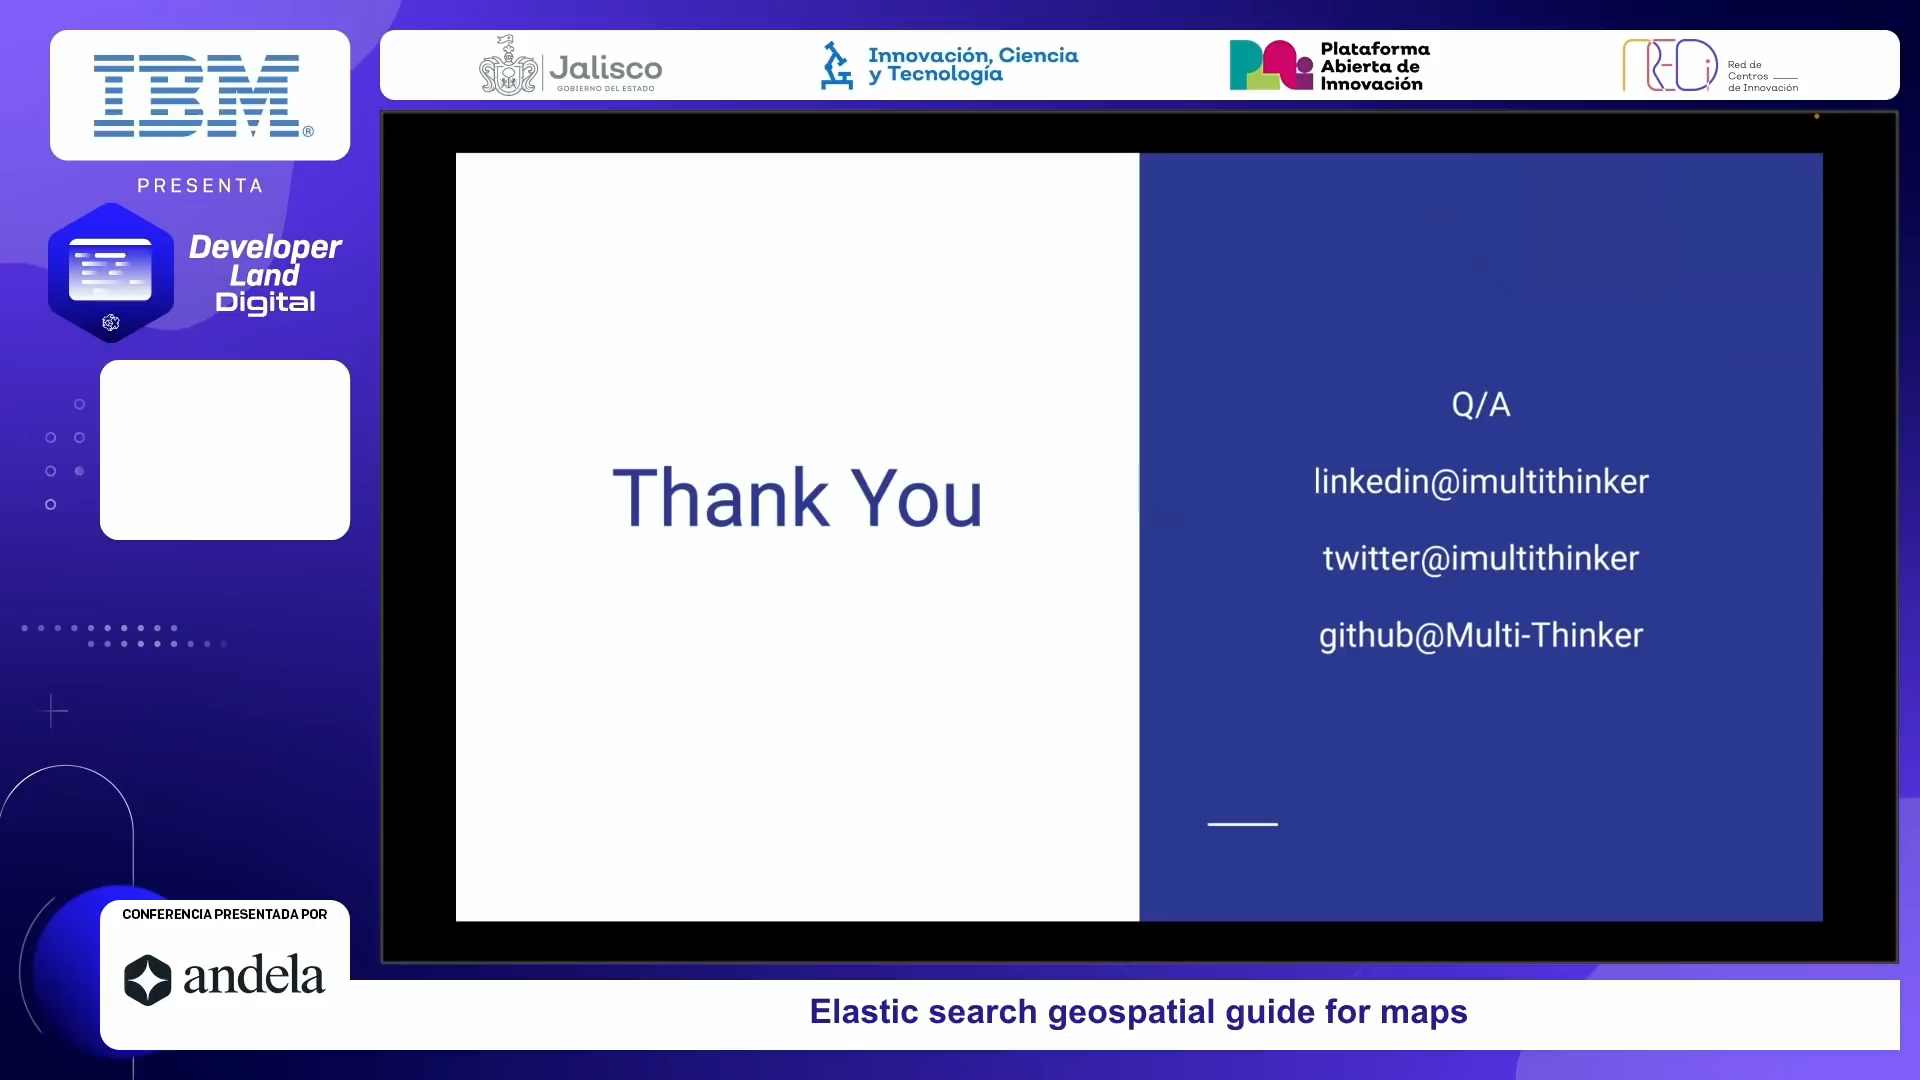 IBM®
PRESENTA
Developer
Land
Digital
Jalisco
GOBIERNO DEL ESTADO
Innovación, Ciencia
y Tecnología
Plataforma
Abierta de
Innovación
REDi
Red de
Centros
de Innovación
Thank You
Q/A
linkedin@imultithinker
twitter@imultithinker
github@Multi-Thinker
CONFERENCIA PRESENTADA POR
andela
Elastic search geospatial guide for maps